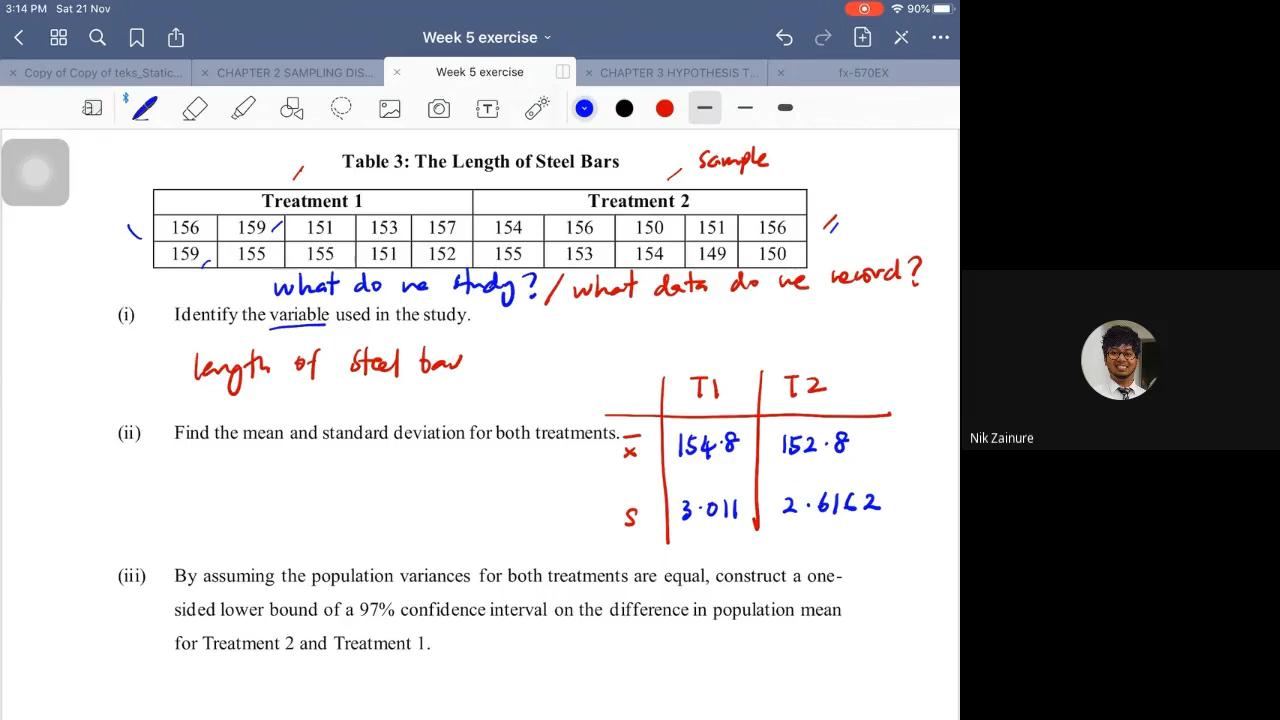 3:14 PM Sat 21 Nov
90%
Week 5 exercise
Copy of Copy of teks_Static...
CHAPTER 2 SAMPLING DIS...
Week 5 exercise
CHAPTER 3 HYPOTHESIS T...
fx-570EX
Table 3: The Length of Steel Bars
sample
Treatment 1 Treatment 2
156 159 151 153 157 154 156 150 151 156
159 155 155 151 152 155 153 154 149 150
what do we study? / what data do we record?
(i) Identify the variable used in the study.
length of steel bar
T1 T2
(ii) Find the mean and standard deviation for both treatments.
x̄ 154.8 152.8
s 3.011 2.6162
(iii) By assuming the population variances for both treatments are equal, construct a one-
sided lower bound of a 97% confidence interval on the difference in population mean
for Treatment 2 and Treatment 1.
Nik Zainure